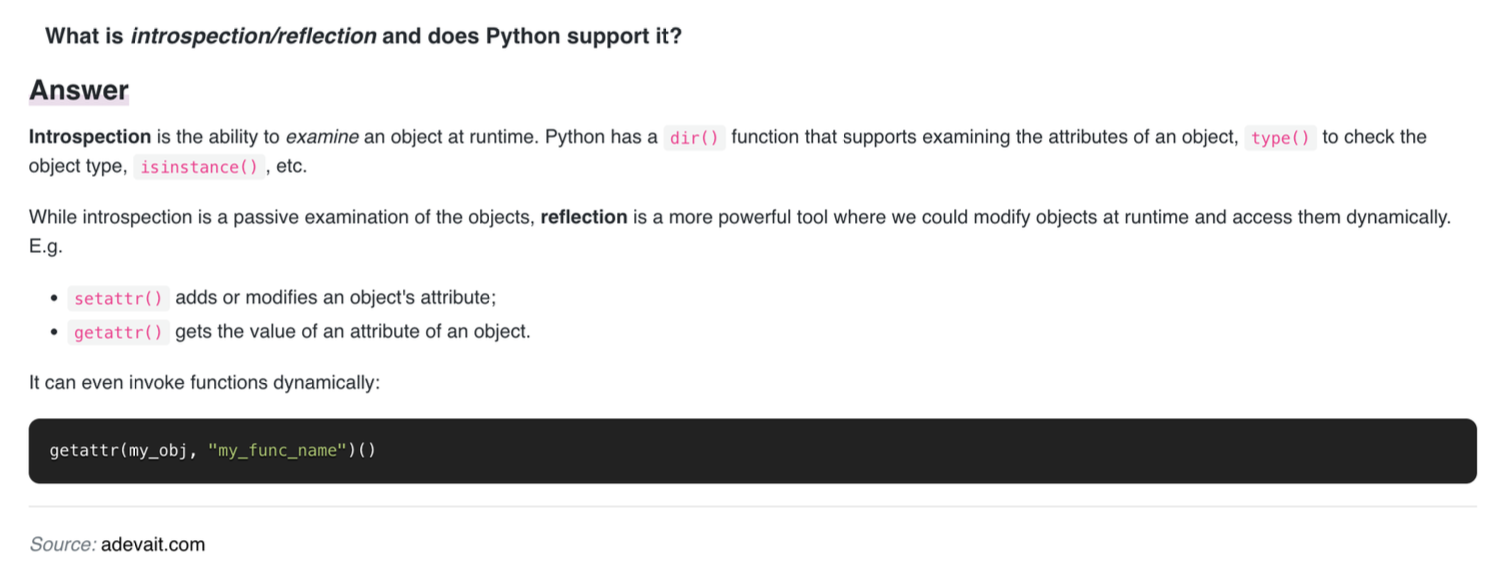 What is introspection/reflection and does Python support it?
Answer
Introspection is the ability to examine an object at runtime. Python has a dir() function that supports examining the attributes of an object, type() to check the
object type, isinstance() , etc.
While introspection is a passive examination of the objects, reflection is a more powerful tool where we could modify objects at runtime and access them dynamically.
E.g.
• setattr() adds or modifies an object's attribute;
• getattr() gets the value of an attribute of an object.
It can even invoke functions dynamically:
getattr(my_obj, "my_func_name")()
Source: adevait.com